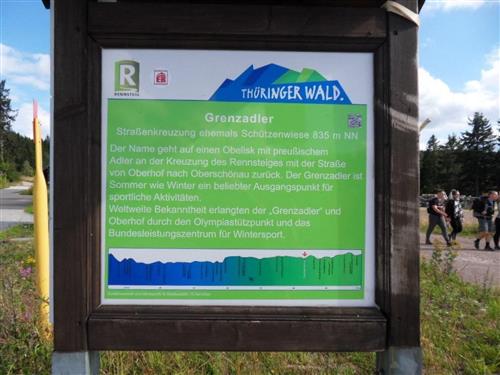 R
RENNSTEIG
THÜRINGER WALD.
Grenzadler
Straßenkreuzung ehemals Schützenwiese 835 m NN
Der Name geht auf einen Obelisk mit preußischem
Adler an der Kreuzung des Rennsteiges mit der Straße
von Oberhof nach Oberschönau zurück. Der Grenzadler ist
Sommer wie Winter ein beliebter Ausgangspunkt für
sportliche Aktivitäten.
Weltweite Bekanntheit erlangten der „Grenzadler" und
Oberhof durch den Olympiastützpunkt und das
Bundesleistungszentrum für Wintersport.